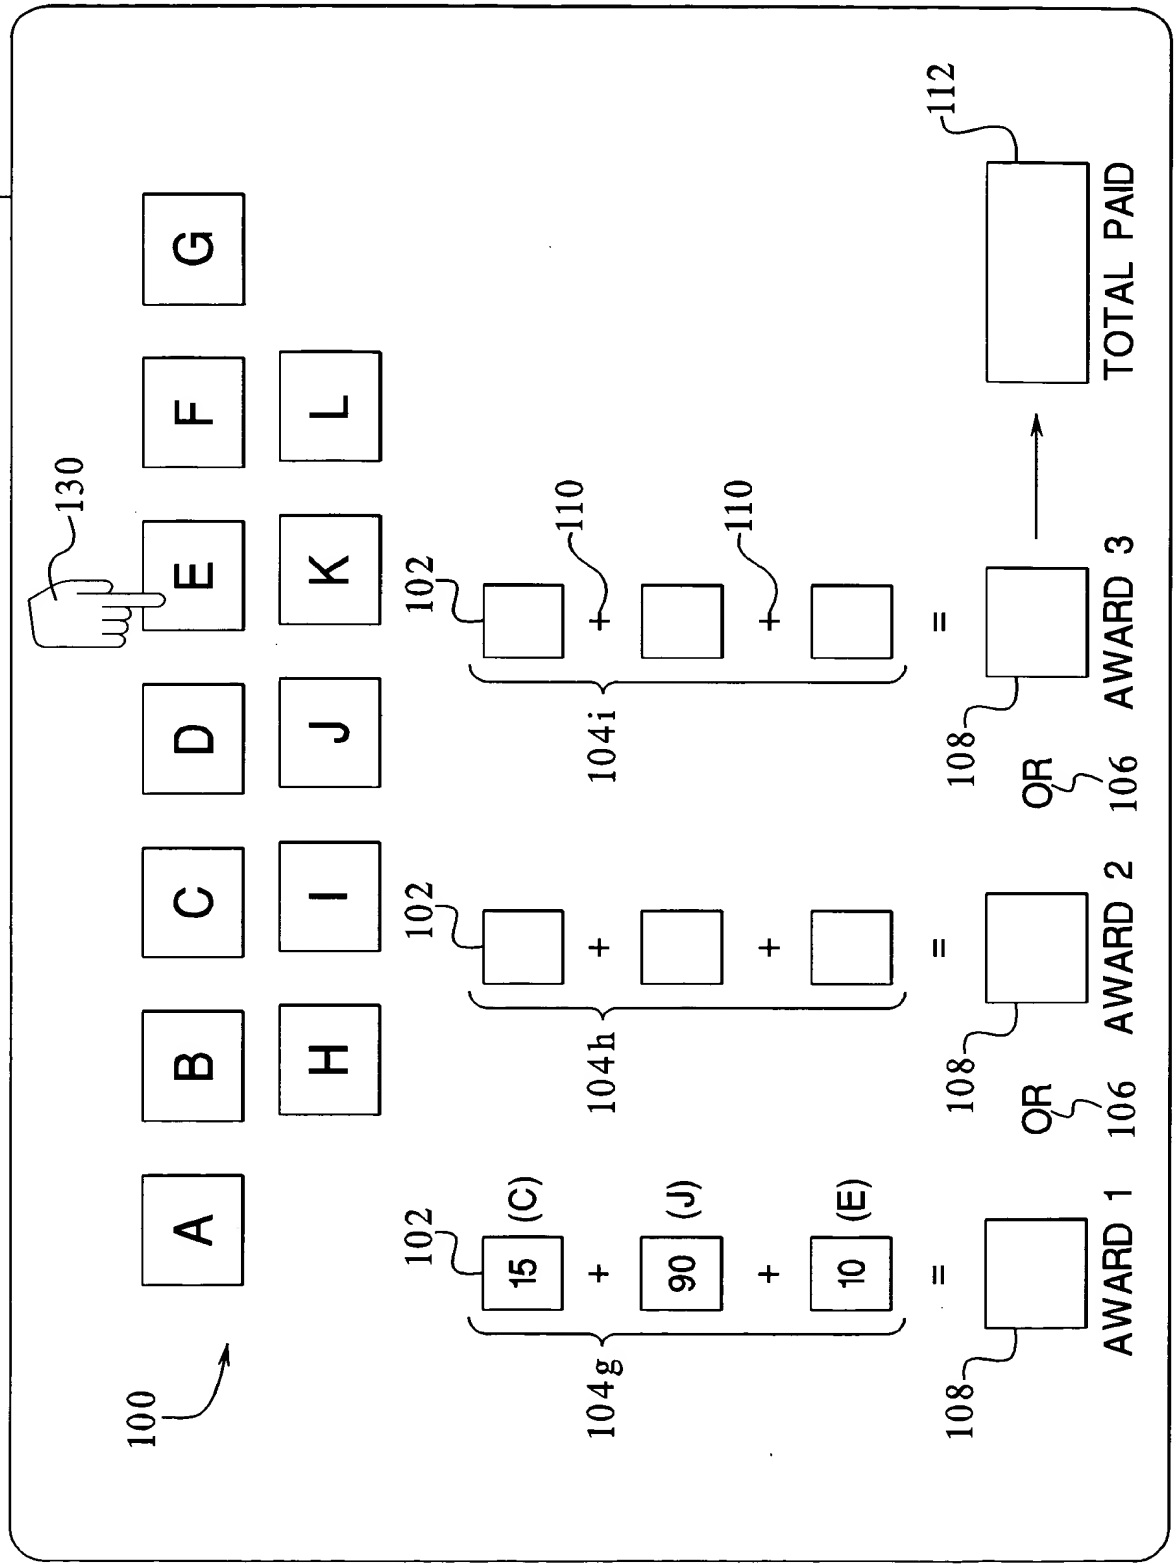 130
100
A B C D E F G
H I J K L
102 102 102
15 (C)
+ + + 110
104g 90 (J) 104h 104i
+ + + 110
10 (E)
= = =
108 108 108 112
OR OR
106 106
AWARD 1 AWARD 2 AWARD 3 TOTAL PAID